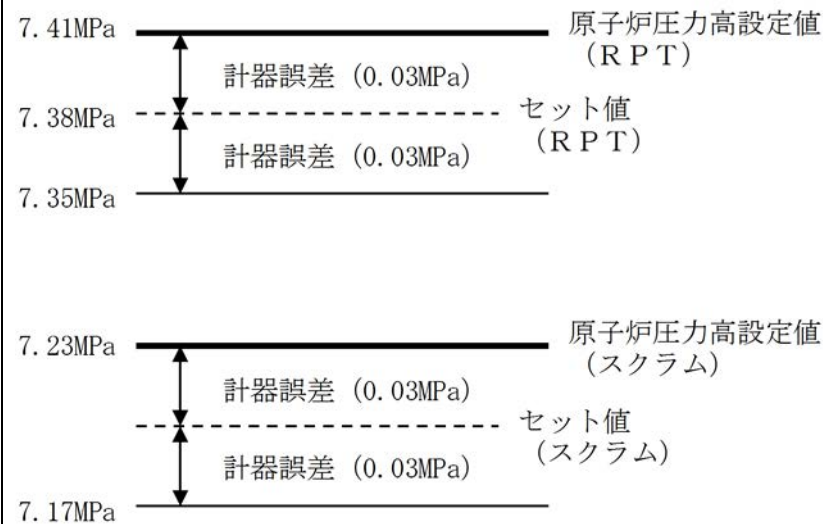 7.41MPa
原子炉圧力高設定値
(ＲＰＴ)
計器誤差 (0.03MPa)
7.38MPa
セット値
(ＲＰＴ)
計器誤差 (0.03MPa)
7.35MPa
7.23MPa
原子炉圧力高設定値
(スクラム)
計器誤差 (0.03MPa)
セット値
(スクラム)
計器誤差 (0.03MPa)
7.17MPa